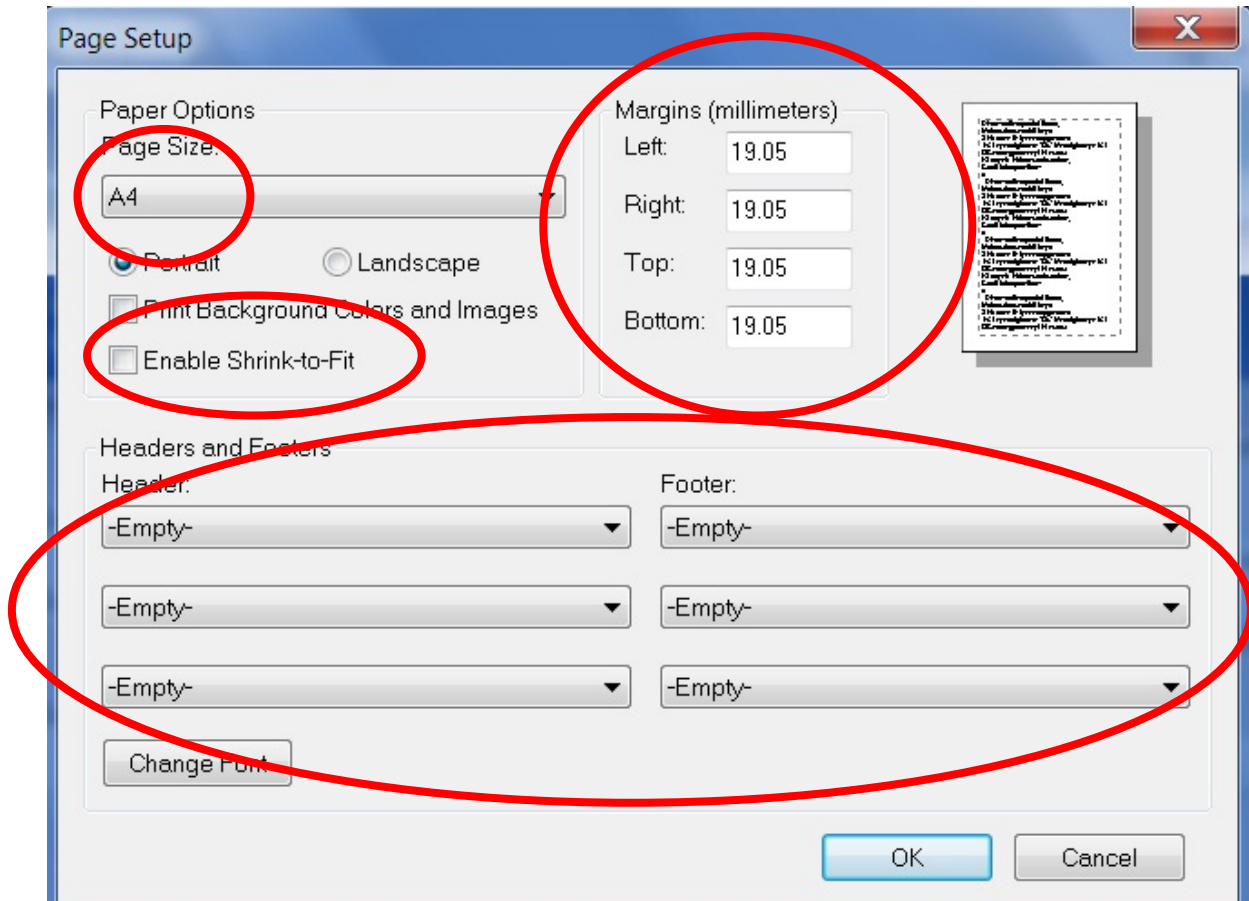 Page Setup
X
Paper Options
Page Size:
A4
Portrait
Landscape
Print Background Colors and Images
Enable Shrink-to-Fit
Margins (millimeters)
Left: 19.05
Right: 19.05
Top: 19.05
Bottom: 19.05
Headers and Footers
Header:
Footer:
-Empty-
-Empty-
-Empty-
-Empty-
-Empty-
-Empty-
Change Font
OK
Cancel